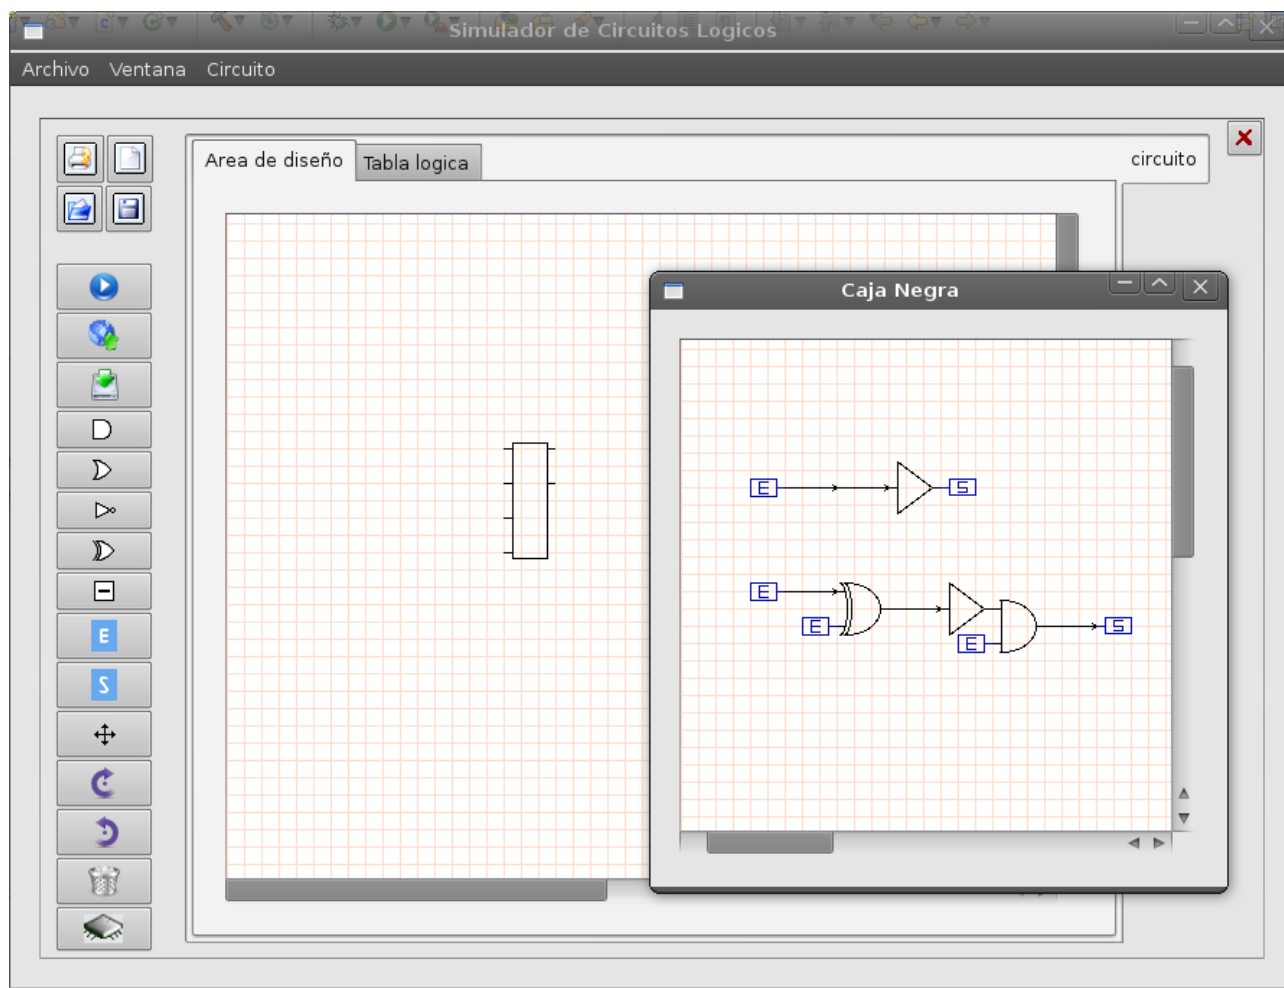 Simulador de Circuitos Logicos
Archivo Ventana Circuito
Area de diseño Tabla logica circuito
Caja Negra
E S
E
E E S
E
S